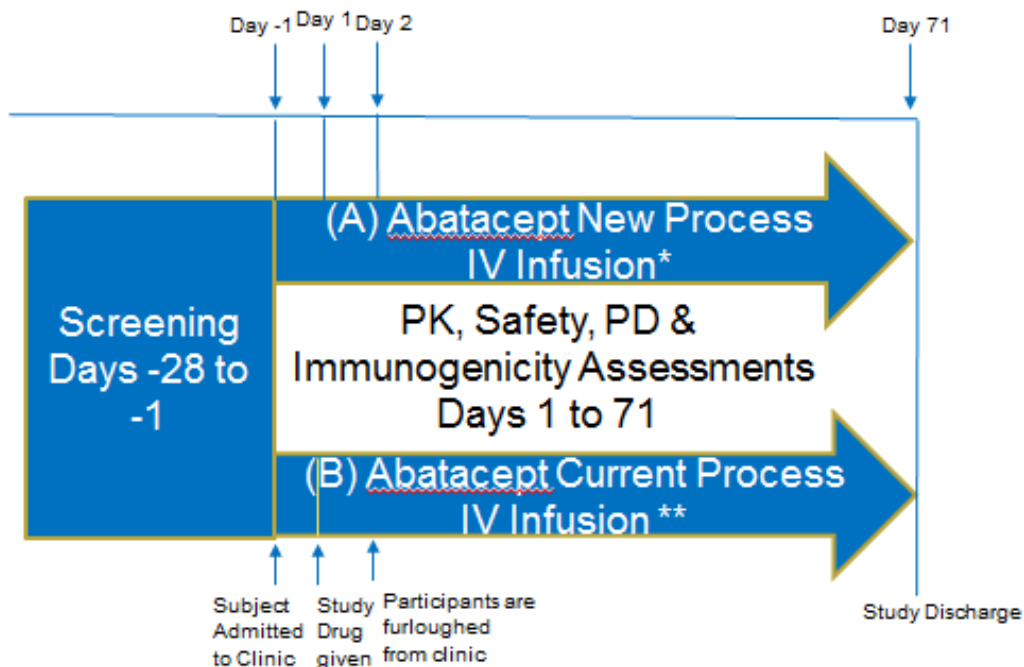 Day -1
Day 1
Day 2
Day 71
(A) Abatacept New Process
IV Infusion*
Screening
Days -28 to
-1
PK, Safety, PD &
Immunogenicity Assessments
Days 1 to 71
(B) Abatacept Current Process
IV Infusion **
Subject
Admitted
to Clinic
Study
Drug
given
Participants are
furloughed
from clinic
Study Discharge